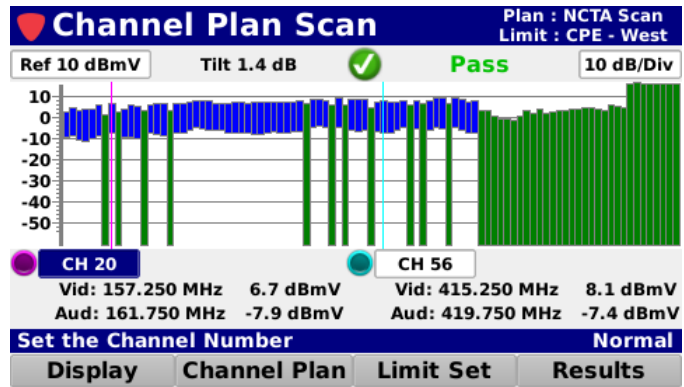 Channel Plan Scan
Plan : NCTA Scan
Limit : CPE - West
Ref 10 dBmV Tilt 1.4 dB Pass 10 dB/Div
10
0
-10
-20
-30
-40
-50
CH 20 CH 56
Vid: 157.250 MHz 6.7 dBmV Vid: 415.250 MHz 8.1 dBmV
Aud: 161.750 MHz -7.9 dBmV Aud: 419.750 MHz -7.4 dBmV
Set the Channel Number Normal
Display Channel Plan Limit Set Results